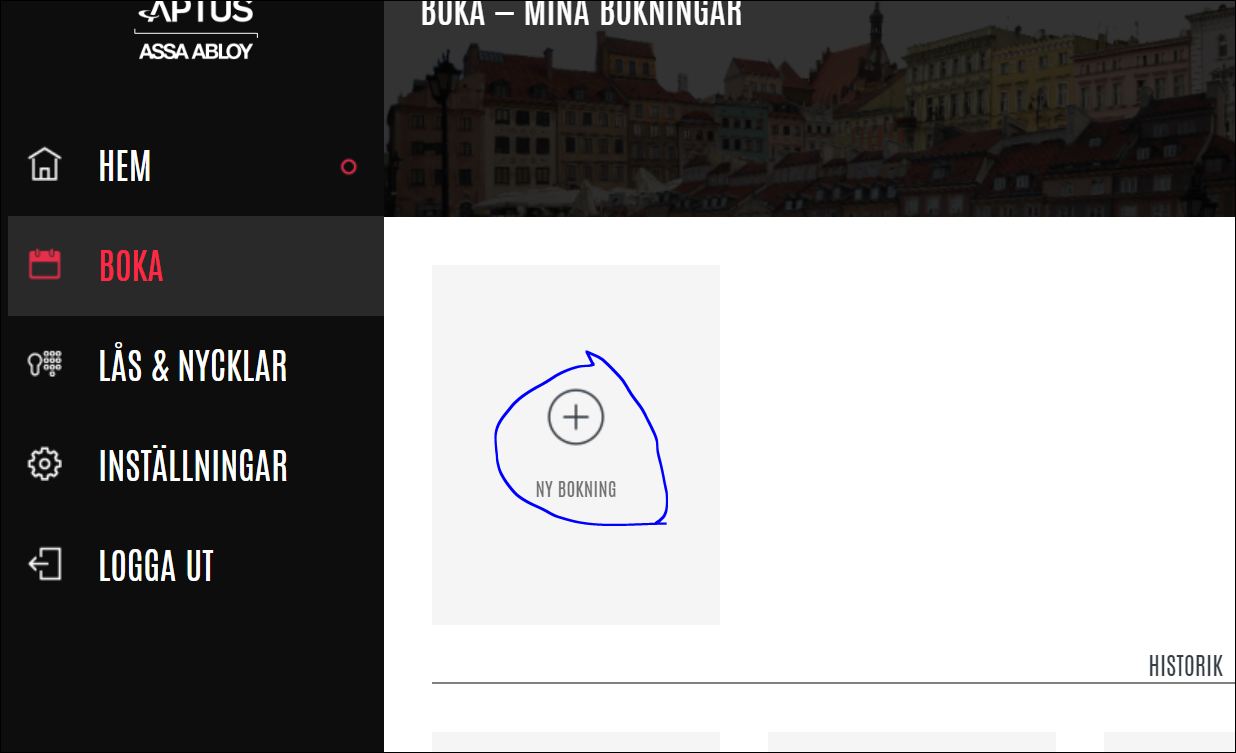 APTUS
ASSA ABLOY
BOKA – MINA BOKNINGAR
HEM
BOKA
LÅS & NYCKLAR
INSTÄLLNINGAR
LOGGA UT
NY BOKNING
HISTORIK